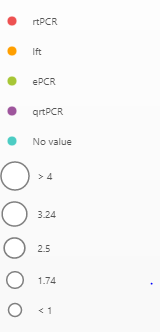 rtPCR
lft
ePCR
qrtPCR
No value
> 4
3.24
2.5
1.74
< 1